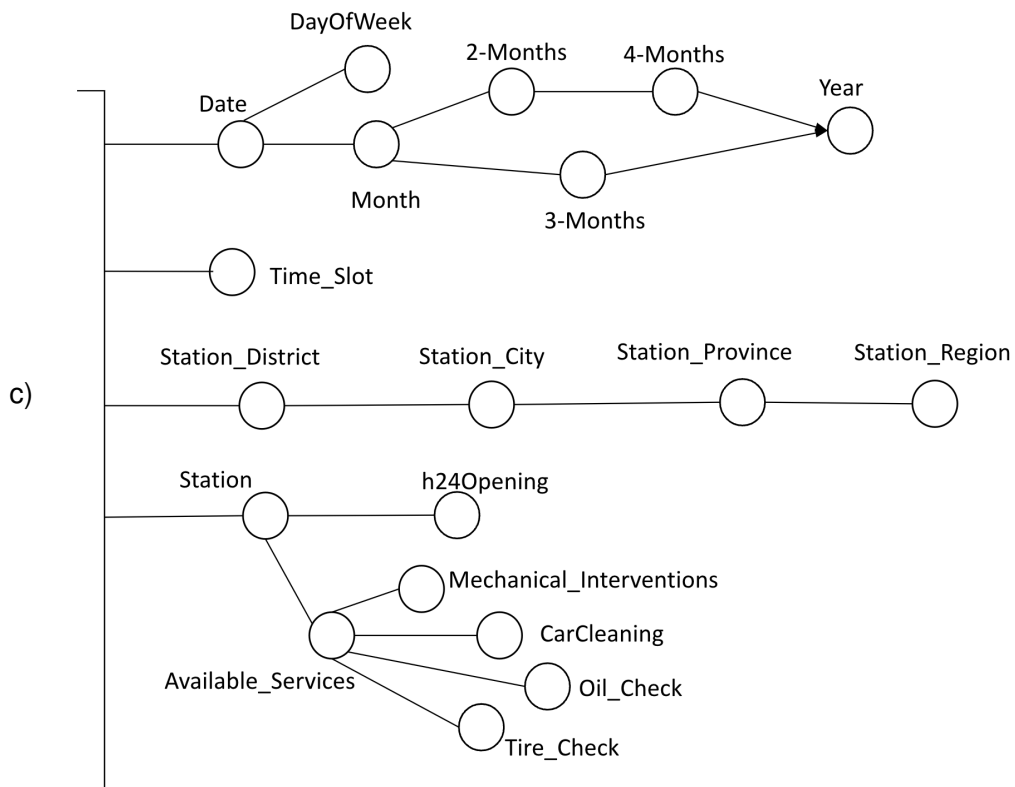 DayOfWeek
2-Months
4-Months
Year
Date
Month
3-Months
Time_Slot
Station_District
Station_City
Station_Province
Station_Region
c)
Station
h24Opening
Mechanical_Interventions
CarCleaning
Available_Services
Oil_Check
Tire_Check